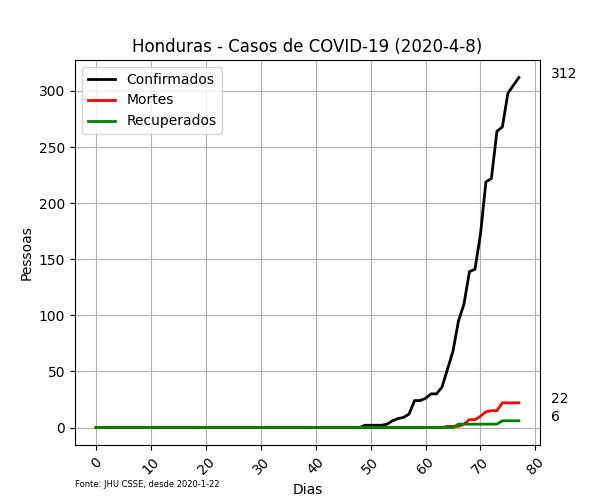 Honduras - Casos de COVID-19 (2020-4-8)
Confirmados
Mortes
Recuperados
312
300
250
200
150
100
50
0
22
6
Pessoas
0 10 20 30 40 50 60 70 80
Fonte: JHU CSSE, desde 2020-1-22
Dias